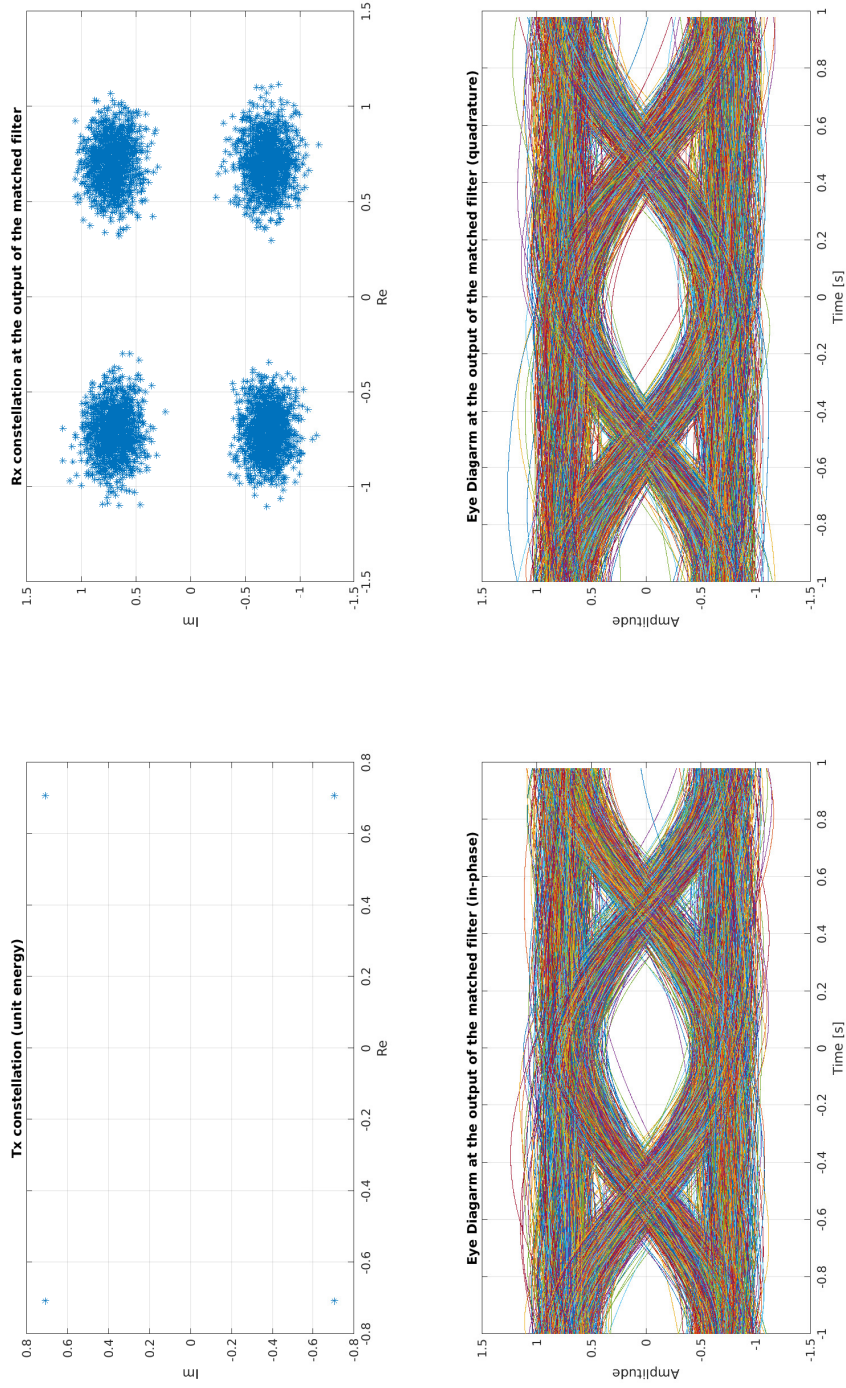 Tx constellation (unit energy)
0.8
0.6
0.4
0.2
0
-0.2
-0.4
-0.6
-0.8
Im
-0.8 -0.6 -0.4 -0.2 0 0.2 0.4 0.6 0.8
Re
Rx constellation at the output of the matched filter
1.5
1
0.5
0
-0.5
-1
-1.5
Im
-1.5 -1 -0.5 0 0.5 1 1.5
Re
Eye Diagarm at the output of the matched filter (in-phase)
1.5
1
0.5
0
-0.5
-1
-1.5
Amplitude
-1 -0.8 -0.6 -0.4 -0.2 0 0.2 0.4 0.6 0.8 1
Time [s]
Eye Diagarm at the output of the matched filter (quadrature)
1.5
1
0.5
0
-0.5
-1
-1.5
Amplitude
-1 -0.8 -0.6 -0.4 -0.2 0 0.2 0.4 0.6 0.8 1
Time [s]